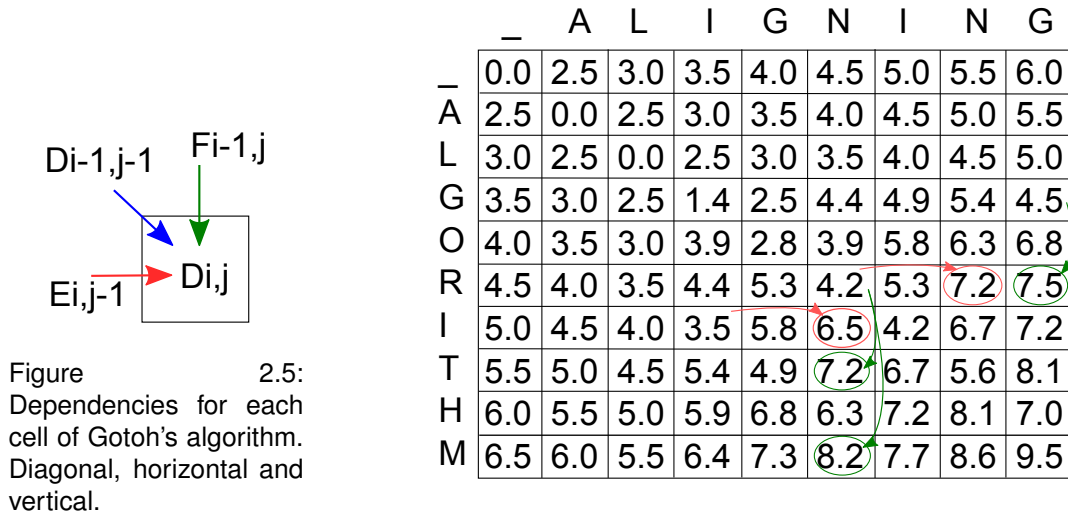 Di-1,j-1
Fi-1,j
Di,j
Ei,j-1
Figure 2.5:
Dependencies for each
cell of Gotoh's algorithm.
Diagonal, horizontal and
vertical.
_ A L I G N I N G
_ 0.0 2.5 3.0 3.5 4.0 4.5 5.0 5.5 6.0
A 2.5 0.0 2.5 3.0 3.5 4.0 4.5 5.0 5.5
L 3.0 2.5 0.0 2.5 3.0 3.5 4.0 4.5 5.0
G 3.5 3.0 2.5 1.4 2.5 4.4 4.9 5.4 4.5
O 4.0 3.5 3.0 3.9 2.8 3.9 5.8 6.3 6.8
R 4.5 4.0 3.5 4.4 5.3 4.2 5.3 7.2 7.5
I 5.0 4.5 4.0 3.5 5.8 6.5 4.2 6.7 7.2
T 5.5 5.0 4.5 5.4 4.9 7.2 6.7 5.6 8.1
H 6.0 5.5 5.0 5.9 6.8 6.3 7.2 8.1 7.0
M 6.5 6.0 5.5 6.4 7.3 8.2 7.7 8.6 9.5